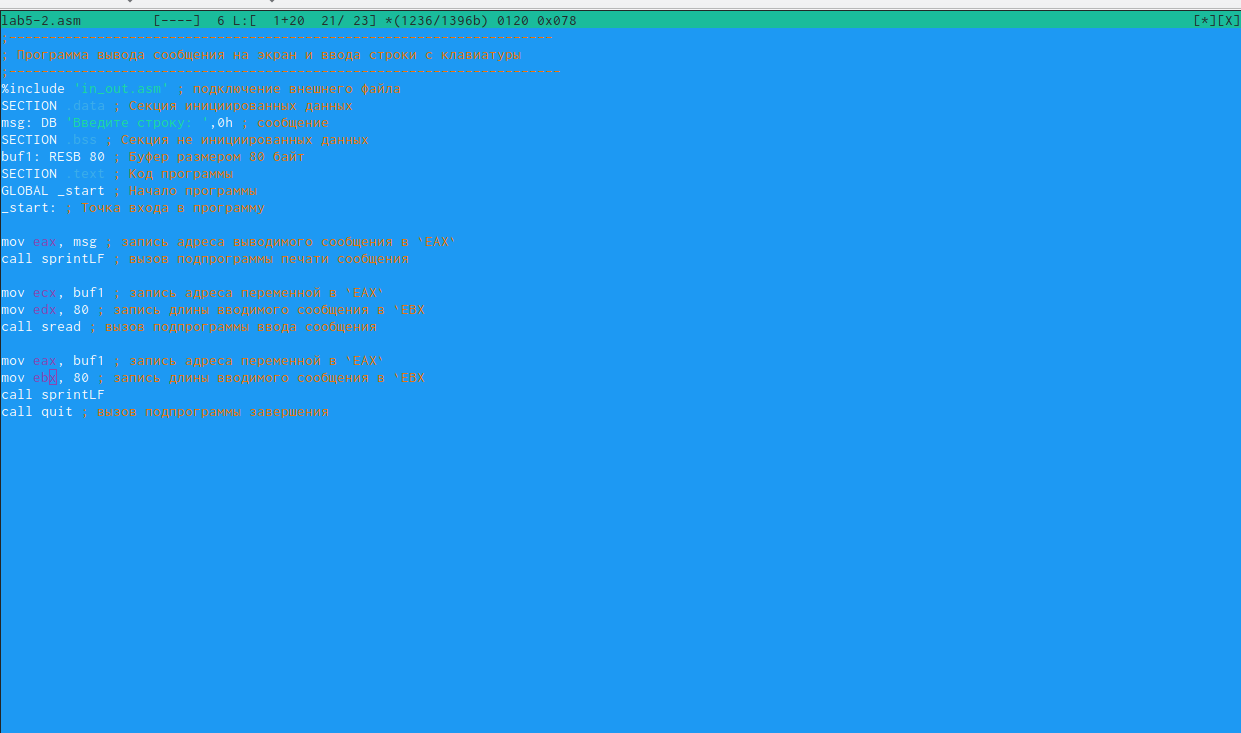 lab5-2.asm [----] 6 L:[ 1+20 21/ 23] *(1236/1396b) 0120 0x078 [*][X]
;--------------------------------------------------------------------
; Программа вывода сообщения на экран и ввода строки с клавиатуры
;---------------------------------------------------------------------
%include 'in_out.asm' ; подключение внешнего файла
SECTION .data ; Секция инициированных данных
msg: DB 'Введите строку: ',0h ; сообщение
SECTION .bss ; Секция не инициированных данных
buf1: RESB 80 ; Буфер размером 80 байт
SECTION .text ; Код программы
GLOBAL _start ; Начало программы
_start: ; Точка входа в программу
mov eax, msg ; запись адреса выводимого сообщения в `EAX`
call sprintLF ; вызов подпрограммы печати сообщения
mov ecx, buf1 ; запись адреса переменной в `EAX`
mov edx, 80 ; запись длины вводимого сообщения в `EBX
call sread ; вызов подпрограммы ввода сообщения
mov eax, buf1 ; запись адреса переменной в `EAX`
mov ebx, 80 ; запись длины вводимого сообщения в `EBX
call sprintLF
call quit ; вызов подпрограммы завершения